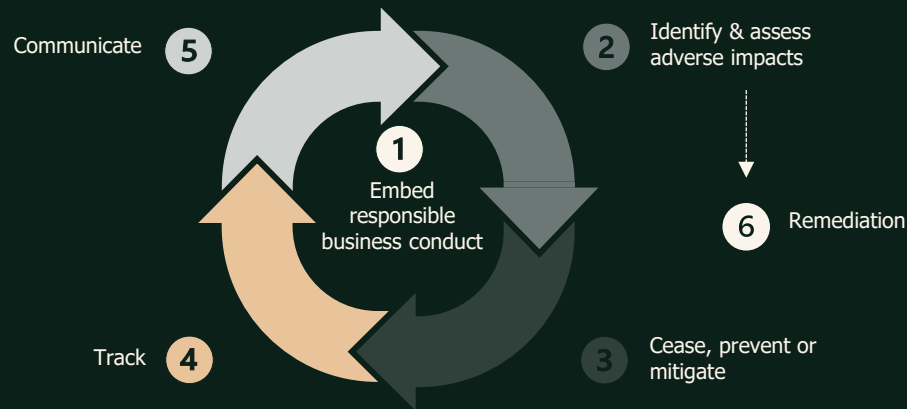 Communicate
5
2
Identify & assess
adverse impacts
1
Embed
responsible
business conduct
6
Remediation
Track
4
3
Cease, prevent or
mitigate